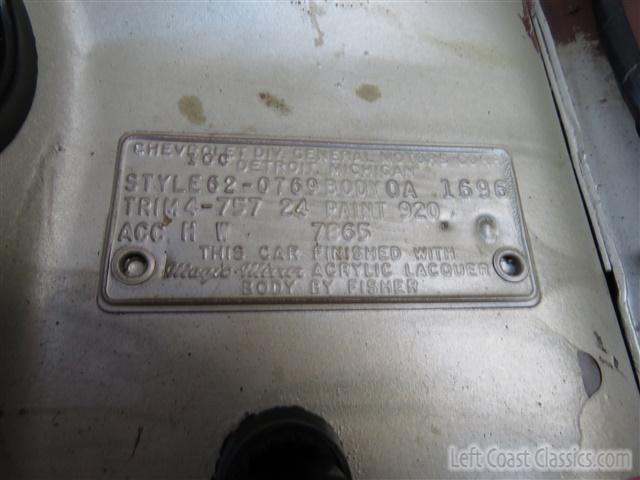 CHEVROLET DIV. GENERAL MOTORS CORP.
10C DETROIT, MICHIGAN
STYLE 62-0769 BODY OA 1696
TRIM 4-757 24 PAINT 920
ACC. H W 7865 C
THIS CAR FINISHED WITH
Magic-Mirror ACRYLIC LACQUER
BODY BY FISHER
Left Coast Classics.com